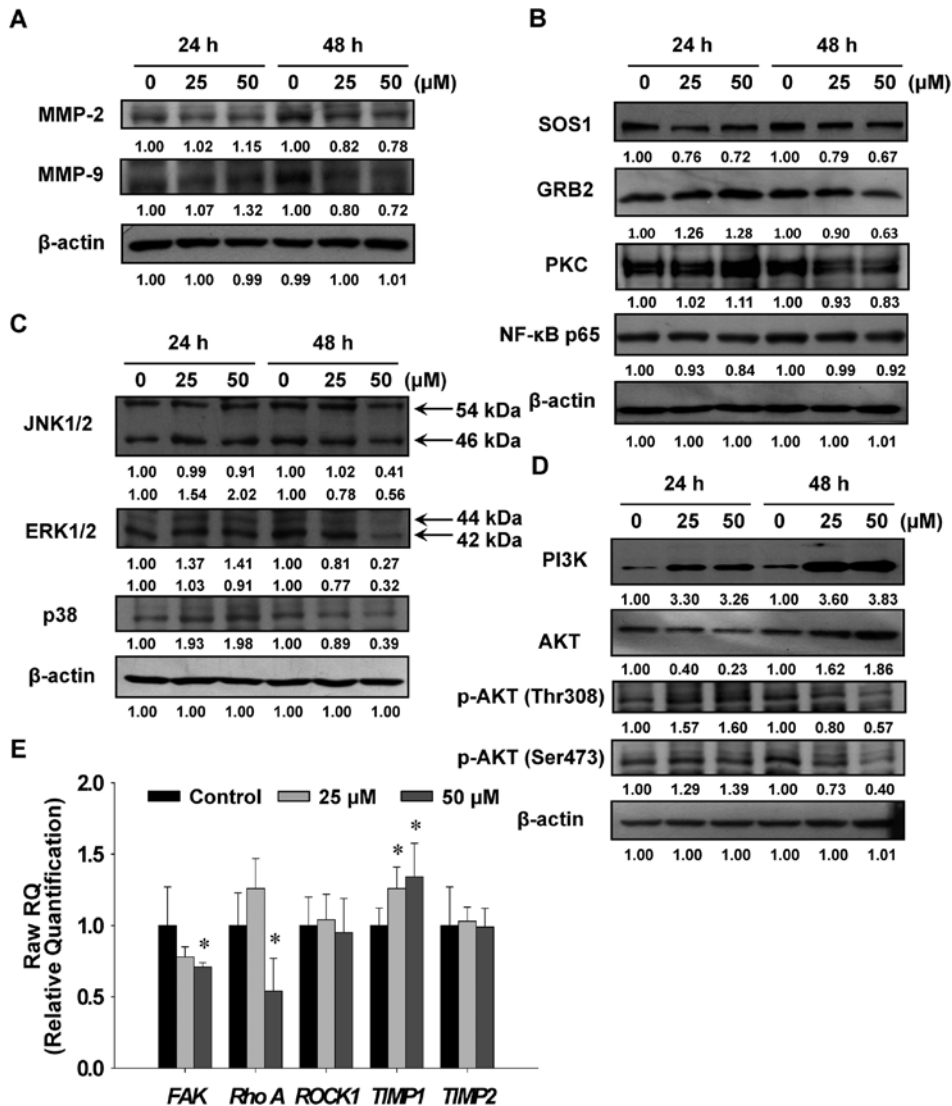 A
24 h 48 h
0 25 50 0 25 50 (μM)
MMP-2
1.00 1.02 1.15 1.00 0.82 0.78
MMP-9
1.00 1.07 1.32 1.00 0.80 0.72
β-actin
1.00 1.00 0.99 0.99 1.00 1.01
B
24 h 48 h
0 25 50 0 25 50 (μM)
SOS1
1.00 0.76 0.72 1.00 0.79 0.67
GRB2
1.00 1.26 1.28 1.00 0.90 0.63
PKC
1.00 1.02 1.11 1.00 0.93 0.83
NF-κB p65
1.00 0.93 0.84 1.00 0.99 0.92
β-actin
1.00 1.00 1.00 1.00 1.00 1.01
C
24 h 48 h
0 25 50 0 25 50 (μM)
JNK1/2
54 kDa
46 kDa
1.00 0.99 0.91 1.00 1.02 0.41
1.00 1.54 2.02 1.00 0.78 0.56
ERK1/2
44 kDa
42 kDa
1.00 1.37 1.41 1.00 0.81 0.27
1.00 1.03 0.91 1.00 0.77 0.32
p38
1.00 1.93 1.98 1.00 0.89 0.39
β-actin
1.00 1.00 1.00 1.00 1.00 1.00
D
24 h 48 h
0 25 50 0 25 50 (μM)
PI3K
1.00 3.30 3.26 1.00 3.60 3.83
AKT
1.00 0.40 0.23 1.00 1.62 1.86
p-AKT (Thr308)
1.00 1.57 1.60 1.00 0.80 0.57
p-AKT (Ser473)
1.00 1.29 1.39 1.00 0.73 0.40
β-actin
1.00 1.00 1.00 1.00 1.00 1.01
E
Raw RQ
(Relative Quantification)
2.0
1.5
1.0
0.5
0.0
Control 25 μM 50 μM
* * * *
FAK Rho A ROCK1 TIMP1 TIMP2